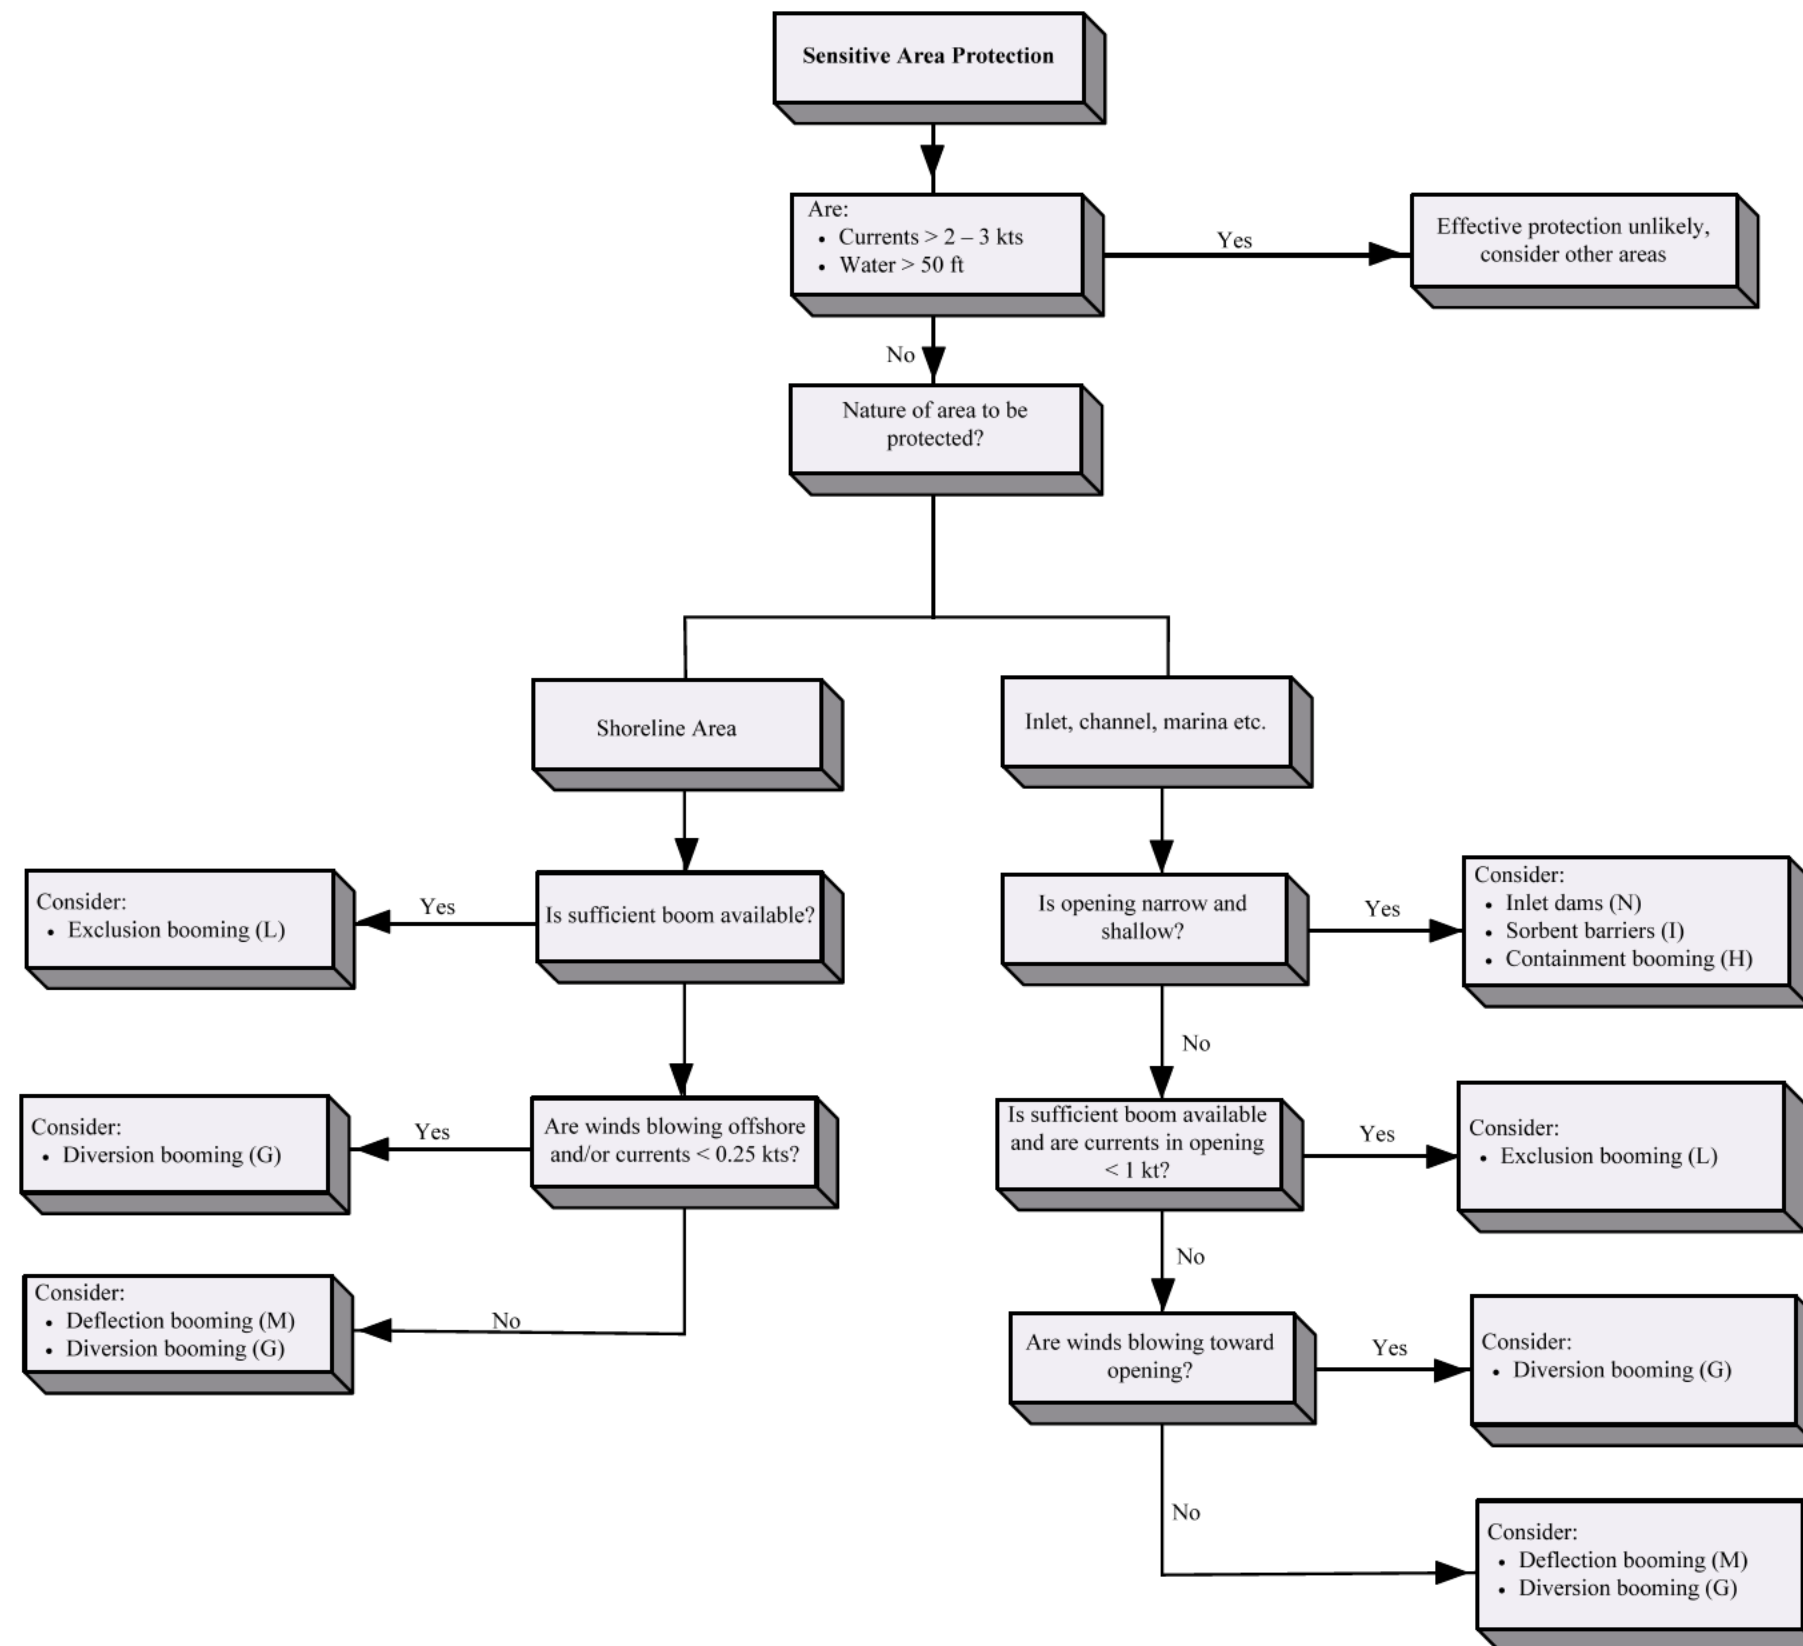 Sensitive Area Protection
Are:
• Currents > 2 – 3 kts
• Water > 50 ft
Yes
Effective protection unlikely,
consider other areas
No
Nature of area to be
protected?
Shoreline Area
Inlet, channel, marina etc.
Consider:
• Exclusion booming (L)
Yes
Is sufficient boom available?
Is opening narrow and
shallow?
Yes
Consider:
• Inlet dams (N)
• Sorbent barriers (I)
• Containment booming (H)
No
Consider:
• Diversion booming (G)
Yes
Are winds blowing offshore
and/or currents < 0.25 kts?
Is sufficient boom available
and are currents in opening
< 1 kt?
Yes
Consider:
• Exclusion booming (L)
No
Consider:
• Deflection booming (M)
• Diversion booming (G)
No
Are winds blowing toward
opening?
Yes
Consider:
• Diversion booming (G)
No
Consider:
• Deflection booming (M)
• Diversion booming (G)